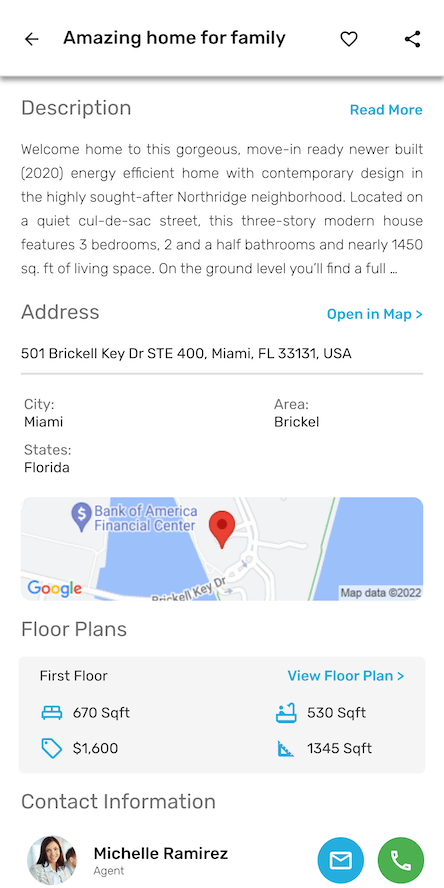 Amazing home for family
Description
Read More
Welcome home to this gorgeous, move-in ready newer built
(2020) energy efficient home with contemporary design in
the highly sought-after Northridge neighborhood. Located on
a quiet cul-de-sac street, this three-story modern house
features 3 bedrooms, 2 and a half bathrooms and nearly 1450
sq. ft of living space. On the ground level you'll find a full ...
Address
Open in Map >
501 Brickell Key Dr STE 400, Miami, FL 33131, USA
City:
Miami
Area:
Brickel
States:
Florida
Bank of America
Financial Center
Brickell Key Dr
Google
Map data ©2022
Floor Plans
First Floor
View Floor Plan >
670 Sqft
530 Sqft
$1,600
1345 Sqft
Contact Information
Michelle Ramirez
Agent